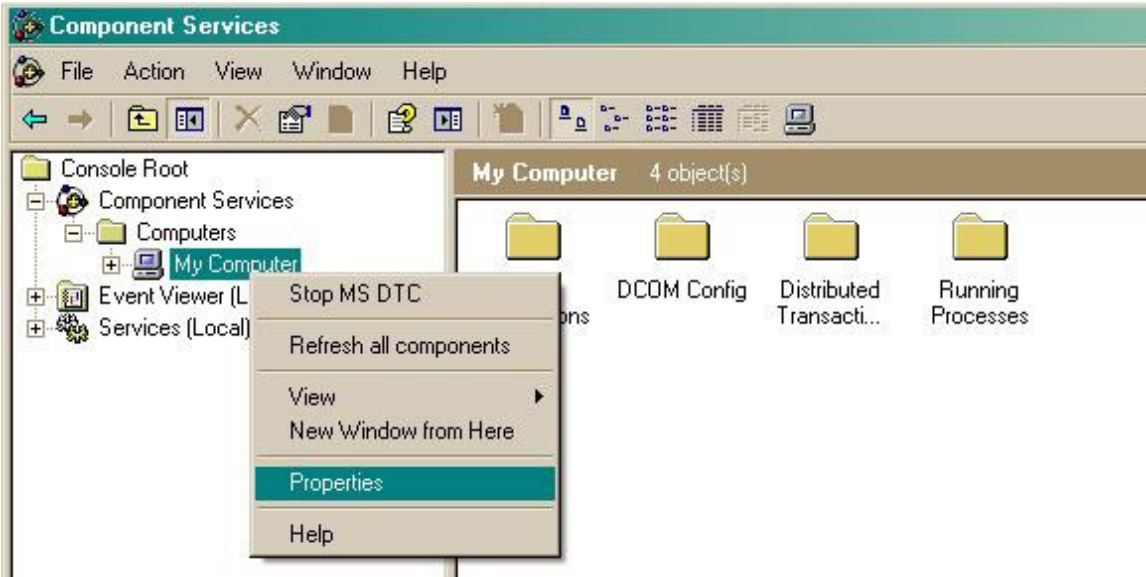 Component Services
File Action View Window Help
Console Root
Component Services
Computers
My Computer
Event Viewer (L
Services (Local)
Stop MS DTC
Refresh all components
View
New Window from Here
Properties
Help
My Computer 4 object(s)
ons
DCOM Config
Distributed
Transacti...
Running
Processes